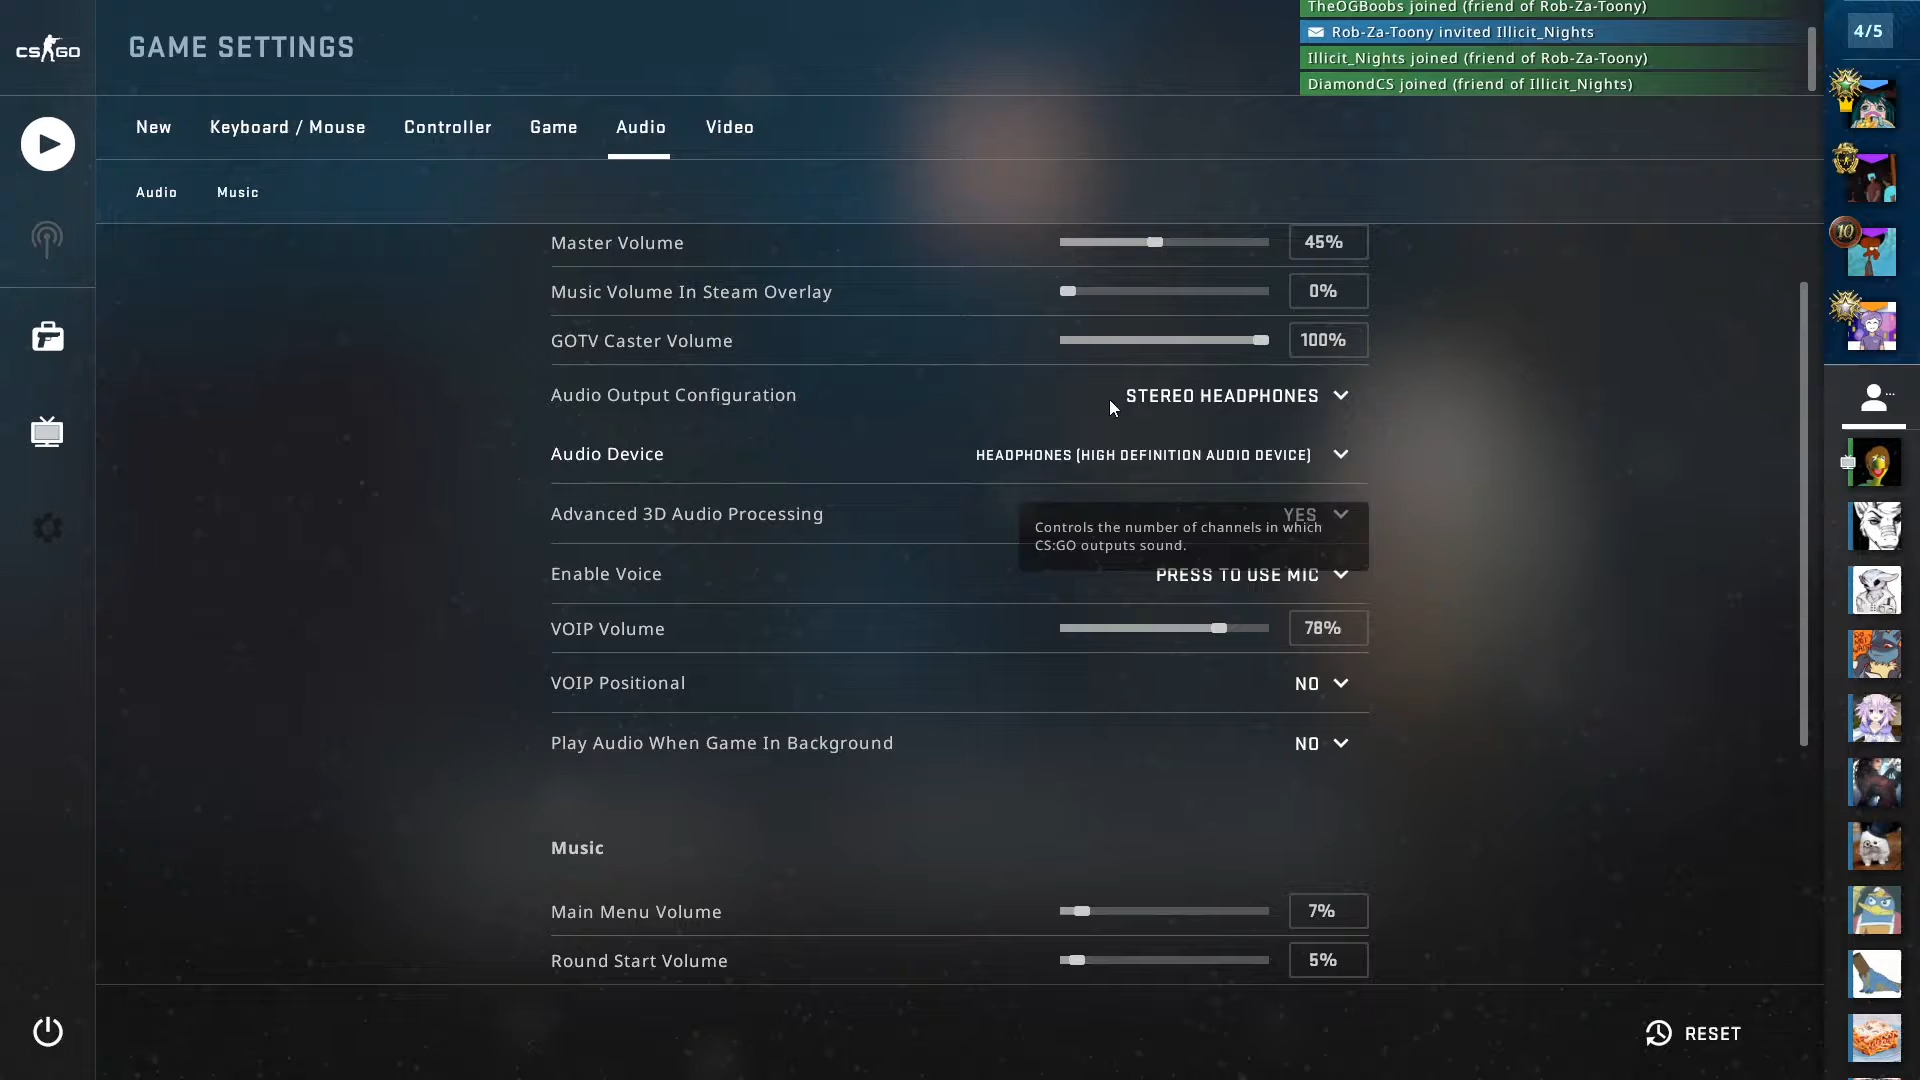 CS GO
GAME SETTINGS
TheOGBoobs joined (friend of Rob-Za-Toony)
Rob-Za-Toony invited Illicit_Nights
Illicit_Nights joined (friend of Rob-Za-Toony)
DiamondCS joined (friend of Illicit_Nights)
4/5
New Keyboard / Mouse Controller Game Audio Video
Audio Music
Master Volume 45%
Music Volume In Steam Overlay 0%
GOTV Caster Volume 100%
Audio Output Configuration STEREO HEADPHONES
Audio Device HEADPHONES (HIGH DEFINITION AUDIO DEVICE)
Advanced 3D Audio Processing YES
Controls the number of channels in which
CS:GO outputs sound.
Enable Voice PRESS TO USE MIC
VOIP Volume 78%
VOIP Positional NO
Play Audio When Game In Background NO
Music
Main Menu Volume 7%
Round Start Volume 5%
RESET
10